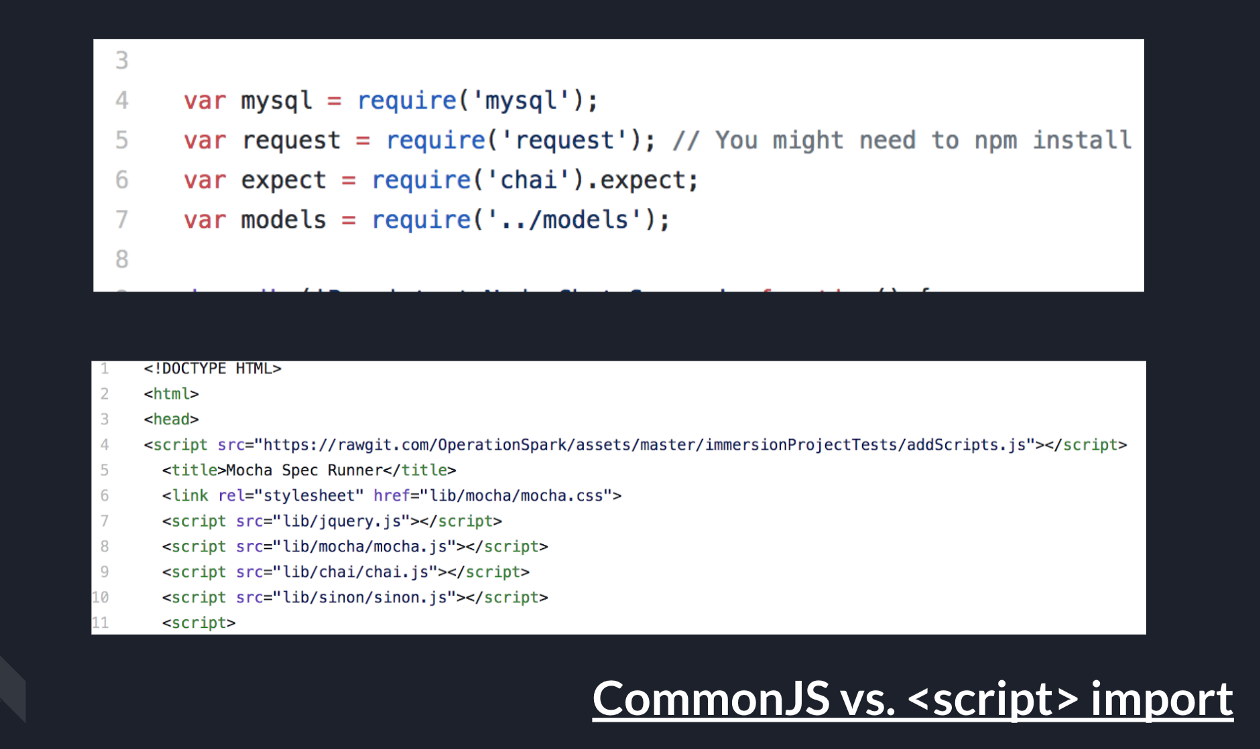 3
4 var mysql = require('mysql');
5 var request = require('request'); // You might need to npm install
6 var expect = require('chai').expect;
7 var models = require('../models');
8
1 <!DOCTYPE HTML>
2 <html>
3 <head>
4 <script src="https://rawgit.com/OperationSpark/assets/master/immersionProjectTests/addScripts.js"></script>
5 <title>Mocha Spec Runner</title>
6 <link rel="stylesheet" href="lib/mocha/mocha.css">
7 <script src="lib/jquery.js"></script>
8 <script src="lib/mocha/mocha.js"></script>
9 <script src="lib/chai/chai.js"></script>
10 <script src="lib/sinon/sinon.js"></script>
11 <script>
CommonJS vs. <script> import